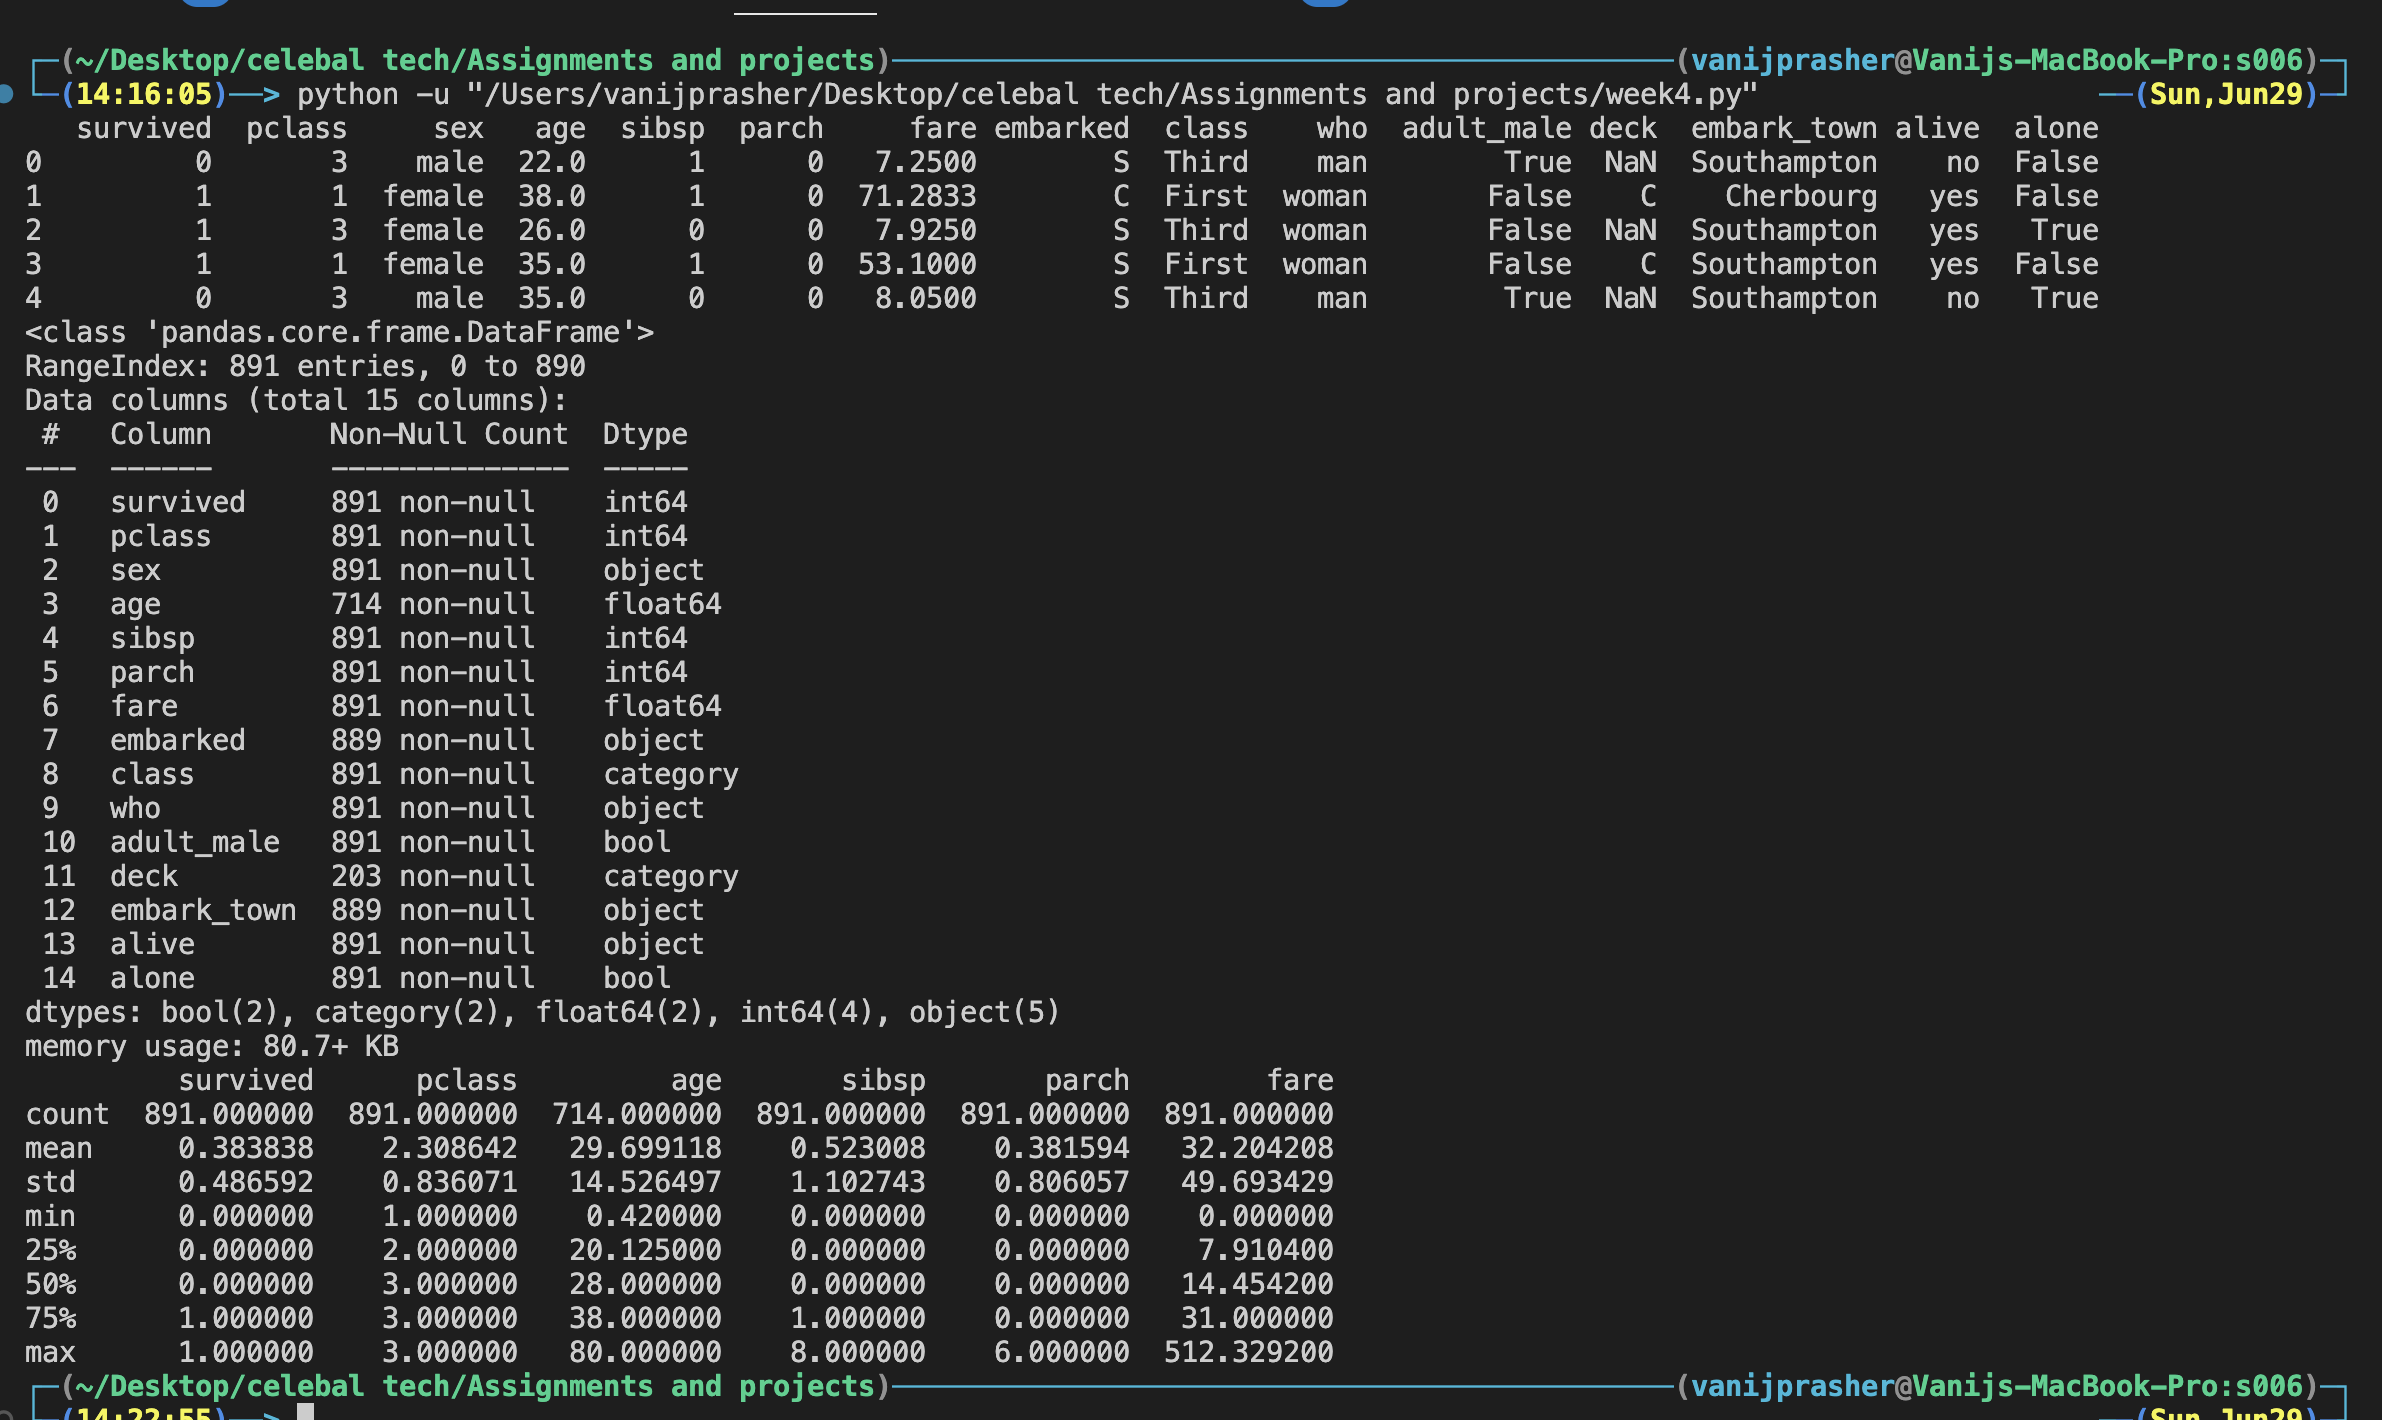 (~/Desktop/celebal tech/Assignments and projects) (vanijprasher@Vanijs-MacBook-Pro:s006)
(14:16:05)--> python -u "/Users/vanijprasher/Desktop/celebal tech/Assignments and projects/week4.py" (Sun,Jun29)
survived pclass sex age sibsp parch fare embarked class who adult_male deck embark_town alive alone
0 0 3 male 22.0 1 0 7.2500 S Third man True NaN Southampton no False
1 1 1 female 38.0 1 0 71.2833 C First woman False C Cherbourg yes False
2 1 3 female 26.0 0 0 7.9250 S Third woman False NaN Southampton yes True
3 1 1 female 35.0 1 0 53.1000 S First woman False C Southampton yes False
4 0 3 male 35.0 0 0 8.0500 S Third man True NaN Southampton no True
<class 'pandas.core.frame.DataFrame'>
RangeIndex: 891 entries, 0 to 890
Data columns (total 15 columns):
# Column Non-Null Count Dtype
--- ------ -------------- -----
0 survived 891 non-null int64
1 pclass 891 non-null int64
2 sex 891 non-null object
3 age 714 non-null float64
4 sibsp 891 non-null int64
5 parch 891 non-null int64
6 fare 891 non-null float64
7 embarked 889 non-null object
8 class 891 non-null category
9 who 891 non-null object
10 adult_male 891 non-null bool
11 deck 203 non-null category
12 embark_town 889 non-null object
13 alive 891 non-null object
14 alone 891 non-null bool
dtypes: bool(2), category(2), float64(2), int64(4), object(5)
memory usage: 80.7+ KB
survived pclass age sibsp parch fare
count 891.000000 891.000000 714.000000 891.000000 891.000000 891.000000
mean 0.383838 2.308642 29.699118 0.523008 0.381594 32.204208
std 0.486592 0.836071 14.526497 1.102743 0.806057 49.693429
min 0.000000 1.000000 0.420000 0.000000 0.000000 0.000000
25% 0.000000 2.000000 20.125000 0.000000 0.000000 7.910400
50% 0.000000 3.000000 28.000000 0.000000 0.000000 14.454200
75% 1.000000 3.000000 38.000000 1.000000 0.000000 31.000000
max 1.000000 3.000000 80.000000 8.000000 6.000000 512.329200
(~/Desktop/celebal tech/Assignments and projects) (vanijprasher@Vanijs-MacBook-Pro:s006)
(14:22:55)--> (Sun,Jun29)